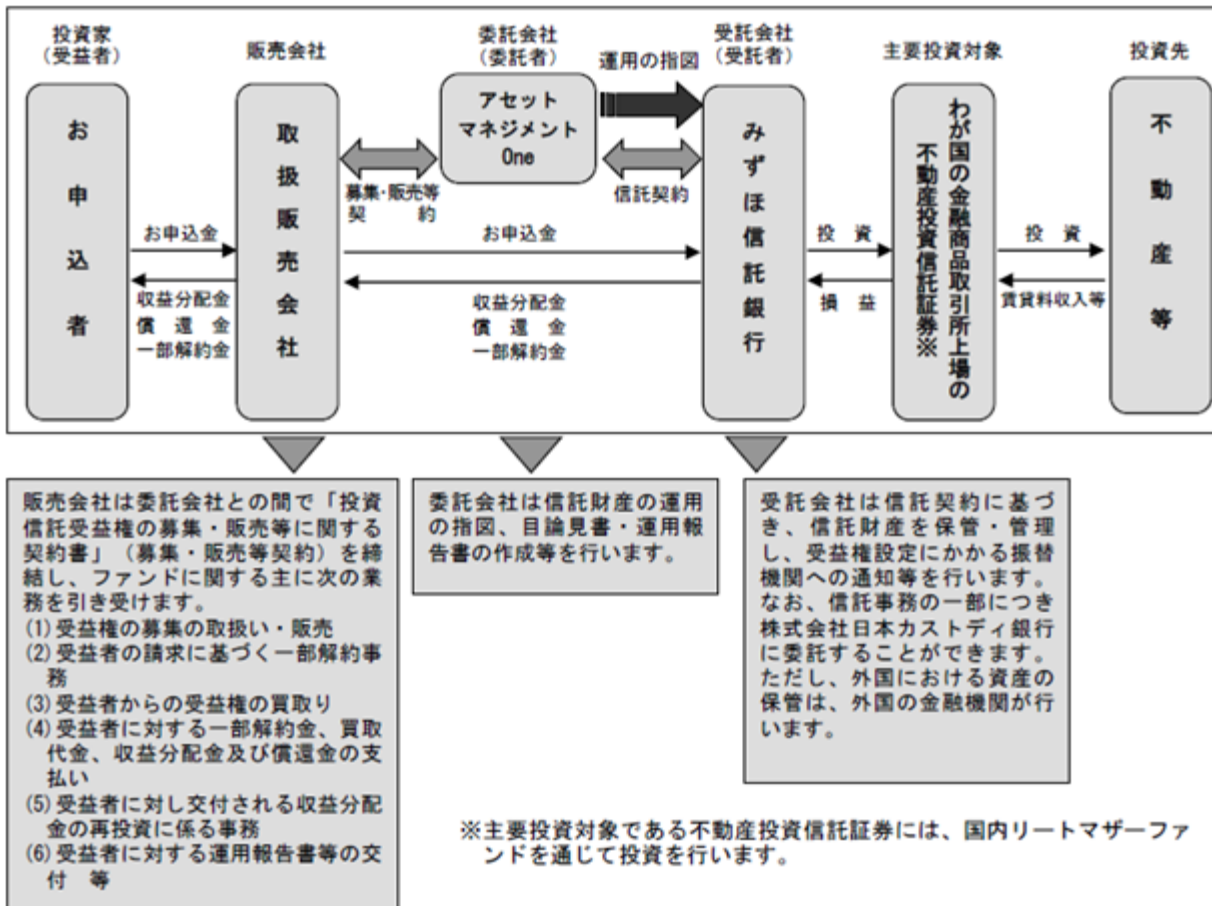 投資家
(受益者)
お申込者
販売会社
取扱販売会社
委託会社
(委託者)
アセット
マネジメント
One
運用の指図
受託会社
(受託者)
みずほ信託銀行
主要投資対象
わが国の金融商品取引所上場の
不動産投資信託証券※
投資先
不動産等
募集・販売等
契　　約
信託契約
お申込金
収益分配金
償　還　金
一部解約金
お申込金
収益分配金
償　還　金
一部解約金
投　資
損　益
投　資
賃貸料収入等
販売会社は委託会社との間で「投資
信託受益権の募集・販売等に関する
契約書」（募集・販売等契約）を締
結し、ファンドに関する主に次の業
務を引き受けます。
(1)受益権の募集の取扱い・販売
(2)受益者の請求に基づく一部解約事
務
(3)受益者からの受益権の買取り
(4)受益者に対する一部解約金、買取
代金、収益分配金及び償還金の支
払い
(5)受益者に対し交付される収益分配
金の再投資に係る事務
(6)受益者に対する運用報告書等の交
付　等
委託会社は信託財産の運用
の指図、目論見書・運用報
告書の作成等を行います。
受託会社は信託契約に基づ
き、信託財産を保管・管理
し、受益権設定にかかる振替
機関への通知等を行います。
なお、信託事務の一部につき
株式会社日本カストディ銀行
に委託することができます。
ただし、外国における資産の
保管は、外国の金融機関が行
います。
※主要投資対象である不動産投資信託証券には、国内リートマザーファ
ンドを通じて投資を行います。